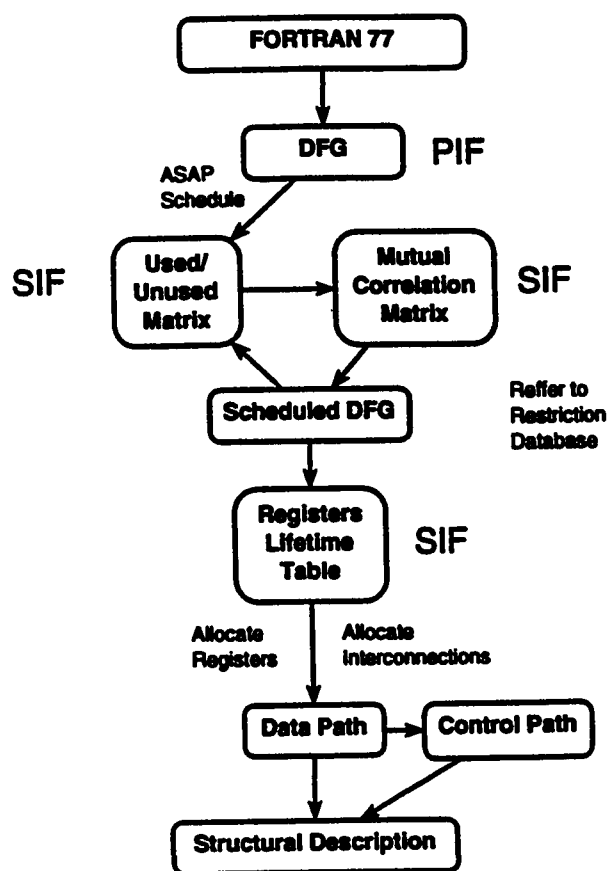 FORTRAN 77
DFG
PIF
ASAP
Schedule
SIF
Used/
Unused
Matrix
Mutual
Correlation
Matrix
SIF
Scheduled DFG
Reffer to
Restriction
Database
Registers
Lifetime
Table
SIF
Allocate
Registers
Allocate
Interconnections
Data Path
Control Path
Structural Description